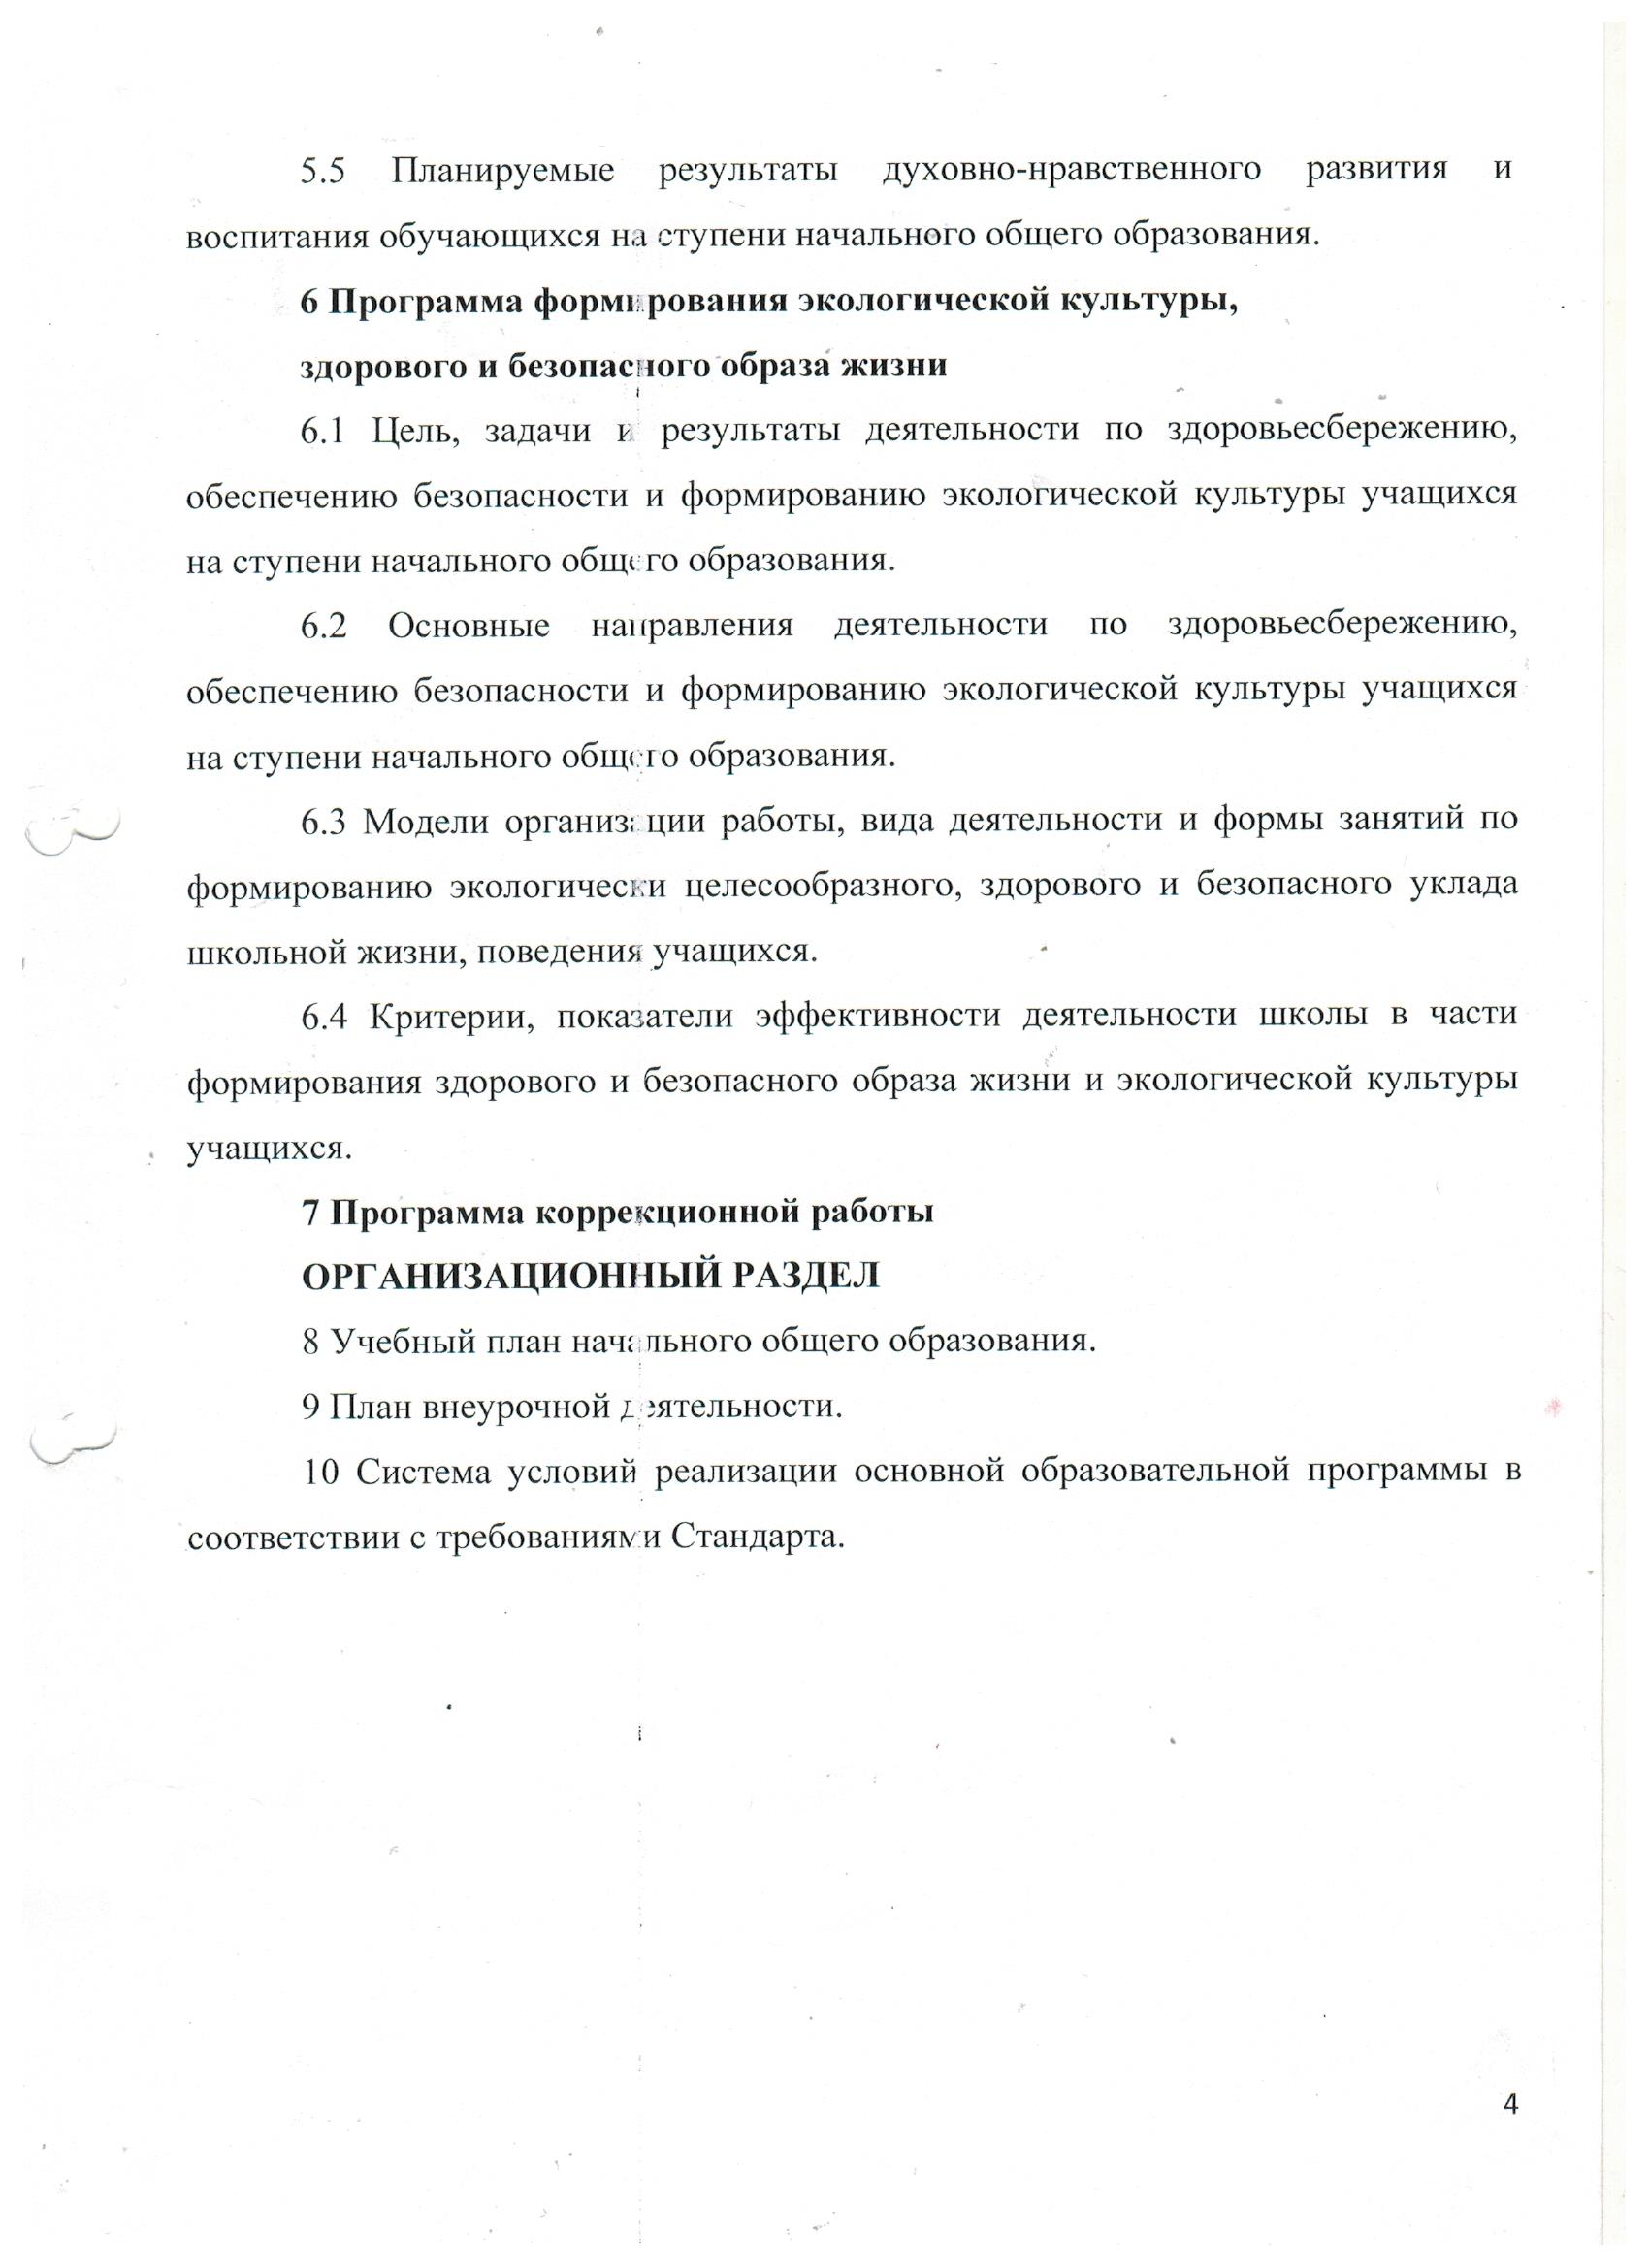 5.5 Планируемые результаты духовно-нравственного развития и
воспитания обучающихся на ступени начального общего образования.
6 Программа формирования экологической культуры,
здорового и безопасного образа жизни
6.1 Цель, задачи и результаты деятельности по здоровьесбережению,
обеспечению безопасности и формированию экологической культуры учащихся
на ступени начального общего образования.
6.2 Основные направления деятельности по здоровьесбережению,
обеспечению безопасности и формированию экологической культуры учащихся
на ступени начального общего образования.
6.3 Модели организации работы, вида деятельности и формы занятий по
формированию экологически целесообразного, здорового и безопасного уклада
школьной жизни, поведения учащихся.
6.4 Критерии, показатели эффективности деятельности школы в части
формирования здорового и безопасного образа жизни и экологической культуры
учащихся.
7 Программа коррекционной работы
ОРГАНИЗАЦИОННЫЙ РАЗДЕЛ
8 Учебный план начального общего образования.
9 План внеурочной деятельности.
10 Система условий реализации основной образовательной программы в
соответствии с требованиями Стандарта.
4